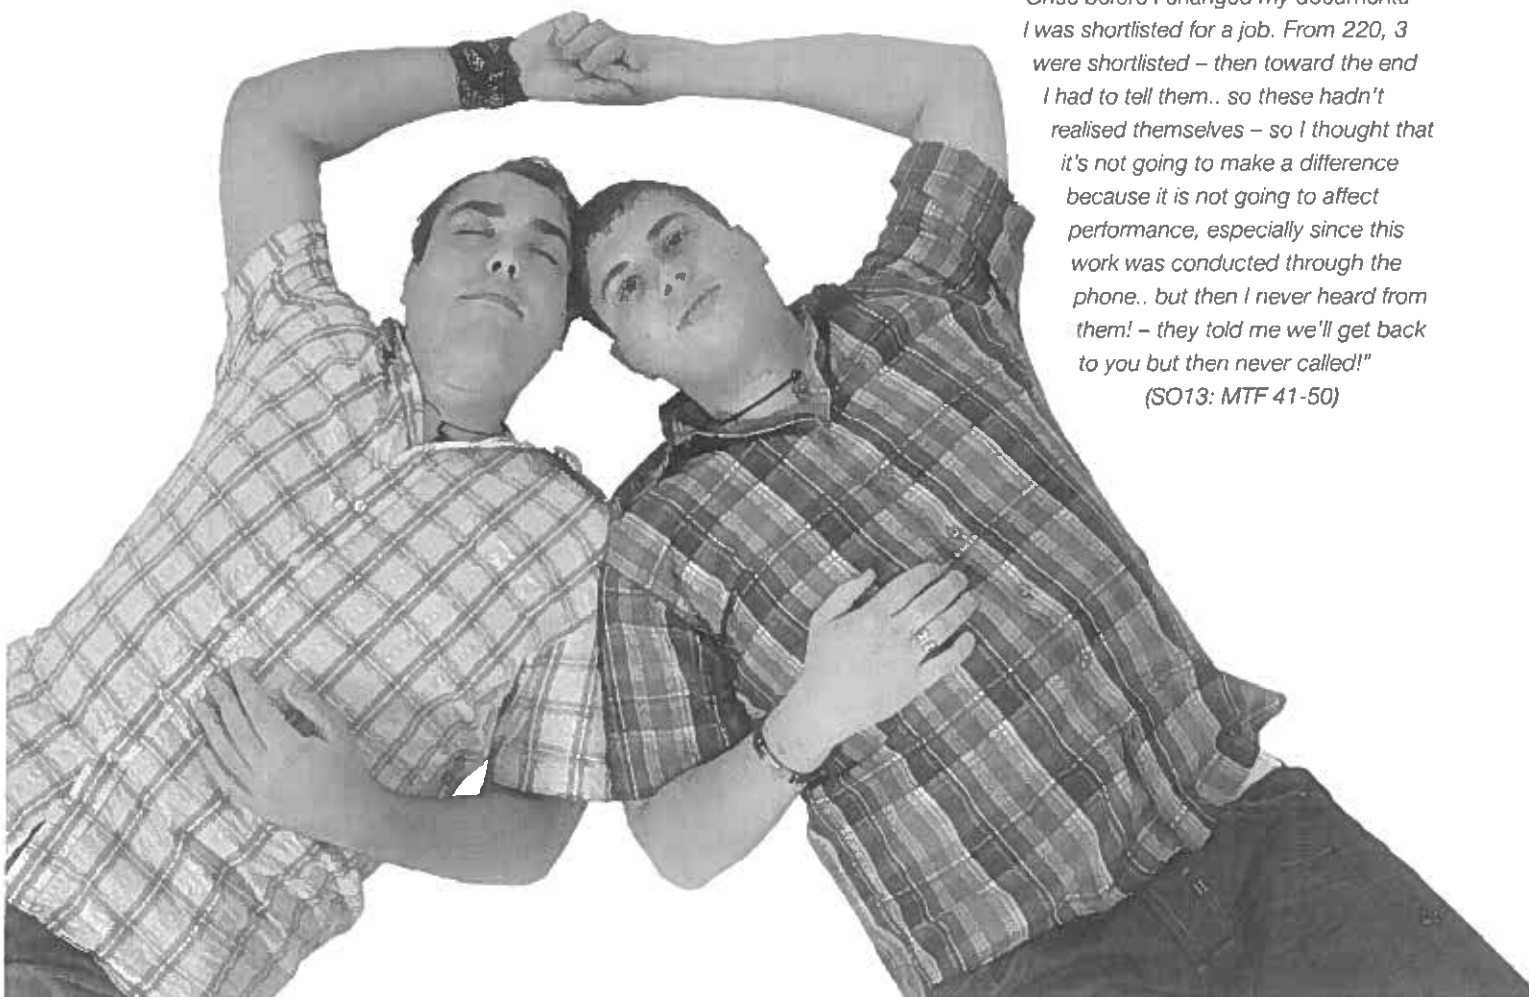 I was shortlisted for a job. From 220, 3
were shortlisted – then toward the end
I had to tell them.. so these hadn't
realised themselves – so I thought that
it's not going to make a difference
because it is not going to affect
performance, especially since this
work was conducted through the
phone.. but then I never heard from
them! – they told me we'll get back
to you but then never called!"
(SO13: MTF 41-50)